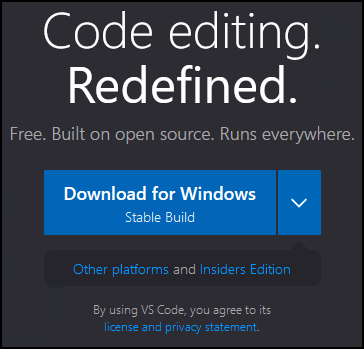 Code editing.
Redefined.
Free. Built on open source. Runs everywhere.
Download for Windows
Stable Build
Other platforms and Insiders Edition
By using VS Code, you agree to its
license and privacy statement.